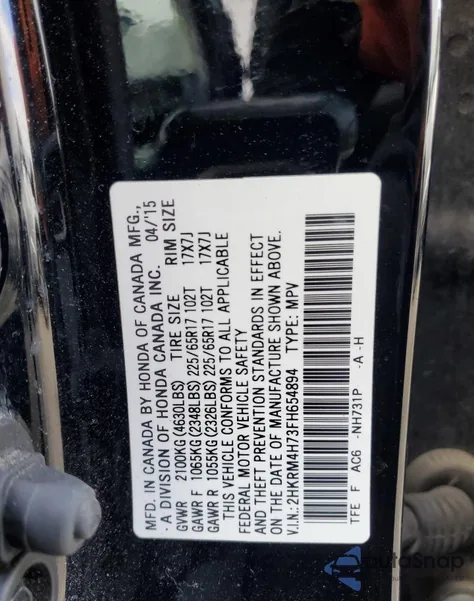 MFD. IN CANADA BY HONDA OF CANADA MFG.,
- A DIVISION OF HONDA CANADA INC. 04/'15
GVWR 2100KG(4630LBS) TIRE SIZE RIM SIZE
GAWR F 1065KG(2348LBS)225/65R17 102T 17X7J
GAWR R 1055KG(2326LBS)225/65R17 102T 17X7J
THIS VEHICLE CONFORMS TO ALL APPLICABLE
FEDERAL MOTOR VEHICLE SAFETY
AND THEFT PREVENTION STANDARDS IN EFFECT
ON THE DATE OF MANUFACTURE SHOWN ABOVE.
V.I.N.:2HKRM4H73FH654894 TYPE: MPV
TFE F AC6 -NH731P -A -H
autoSnap